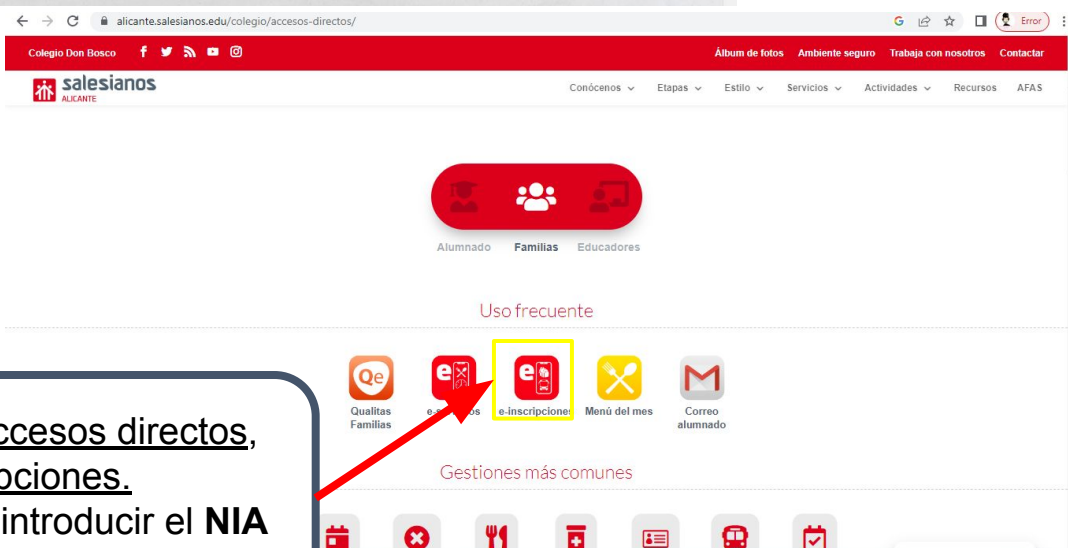 alicante.salesianos.edu/colegio/accesos-directos/
Error
Colegio Don Bosco
Álbum de fotos Ambiente seguro Trabaja con nosotros Contactar
salesianos
ALICANTE
Conócenos Etapas Estilo Servicios Actividades Recursos AFAS
Alumnado Familias Educadores
Uso frecuente
Qe e e
Qualitas Familias
e-inscripciones
Menú del mes
Correo alumnado
ccesos directos,
pciones.
introducir el NIA
Gestiones más comunes